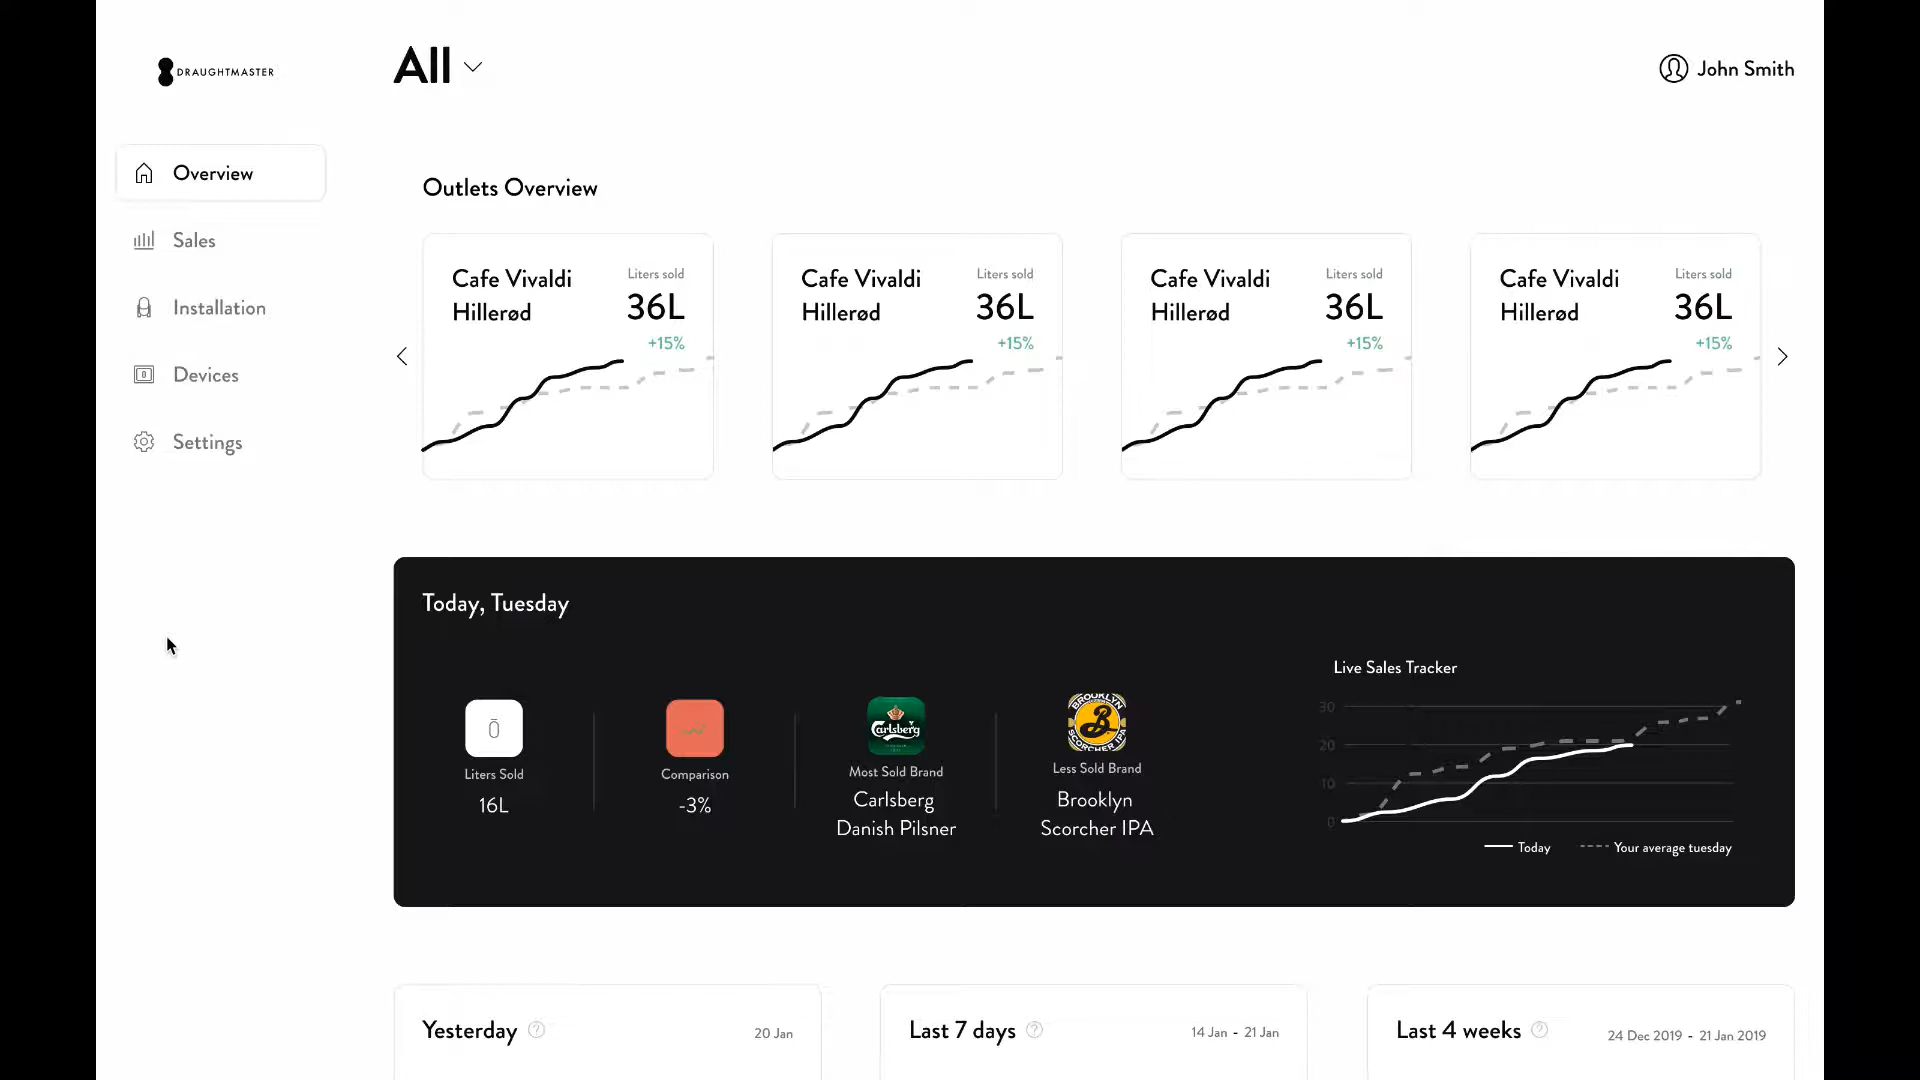 DRAUGHTMASTER
All
John Smith
Overview
Sales
Installation
Devices
Settings
Outlets Overview
Cafe Vivaldi
Hillerød
Liters sold
36L
+15%
Cafe Vivaldi
Hillerød
Liters sold
36L
+15%
Cafe Vivaldi
Hillerød
Liters sold
36L
+15%
Cafe Vivaldi
Hillerød
Liters sold
36L
+15%
Today, Tuesday
Liters Sold
16L
Comparison
-3%
Carlsberg
Most Sold Brand
Carlsberg
Danish Pilsner
BROOKLYN
B
SCORCHER IPA
Less Sold Brand
Brooklyn
Scorcher IPA
Live Sales Tracker
30
20
10
0
Today
Your average tuesday
Yesterday ?
20 Jan
Last 7 days ?
14 Jan - 21 Jan
Last 4 weeks ?
24 Dec 2019 - 21 Jan 2019